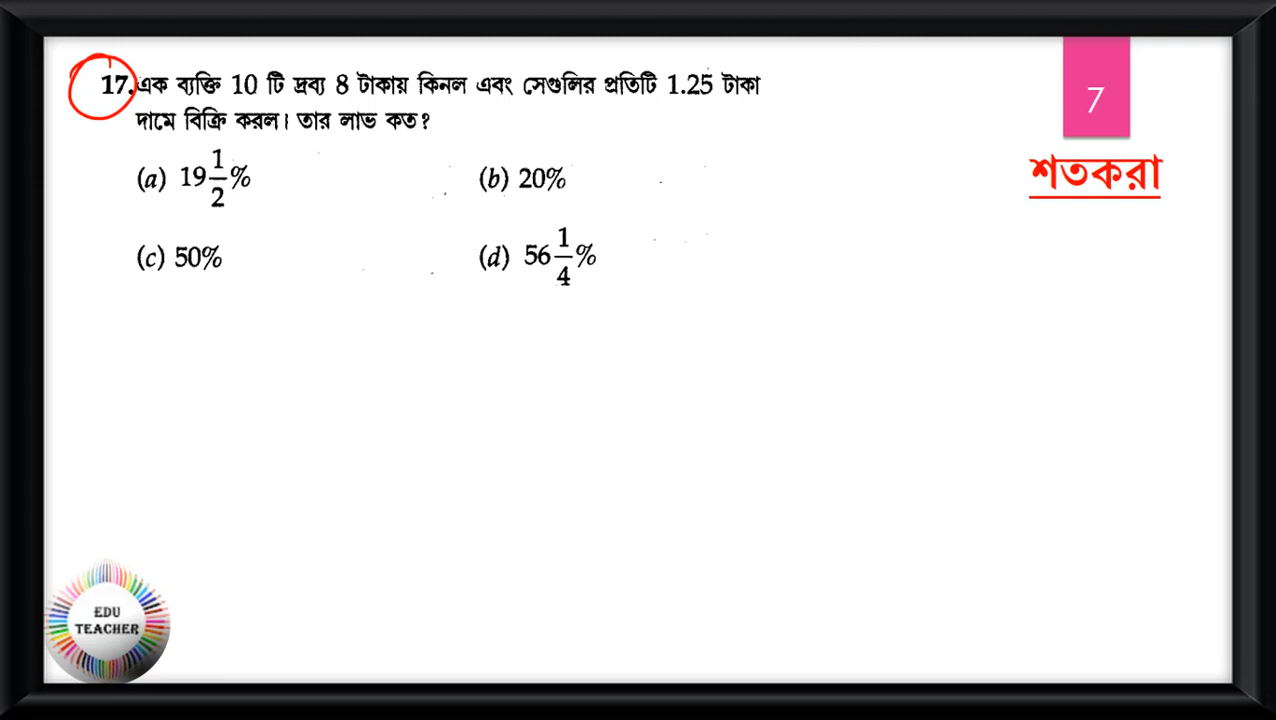 17. এক ব্যক্তি 10 টি দ্রব্য 8 টাকায় কিনল এবং সেগুলির প্রতিটি 1.25 টাকা
দামে বিক্রি করল। তার লাভ কত?
(a) 19 1/2 % (b) 20%
(c) 50% (d) 56 1/4 %
7
শতকরা
EDU
TEACHER